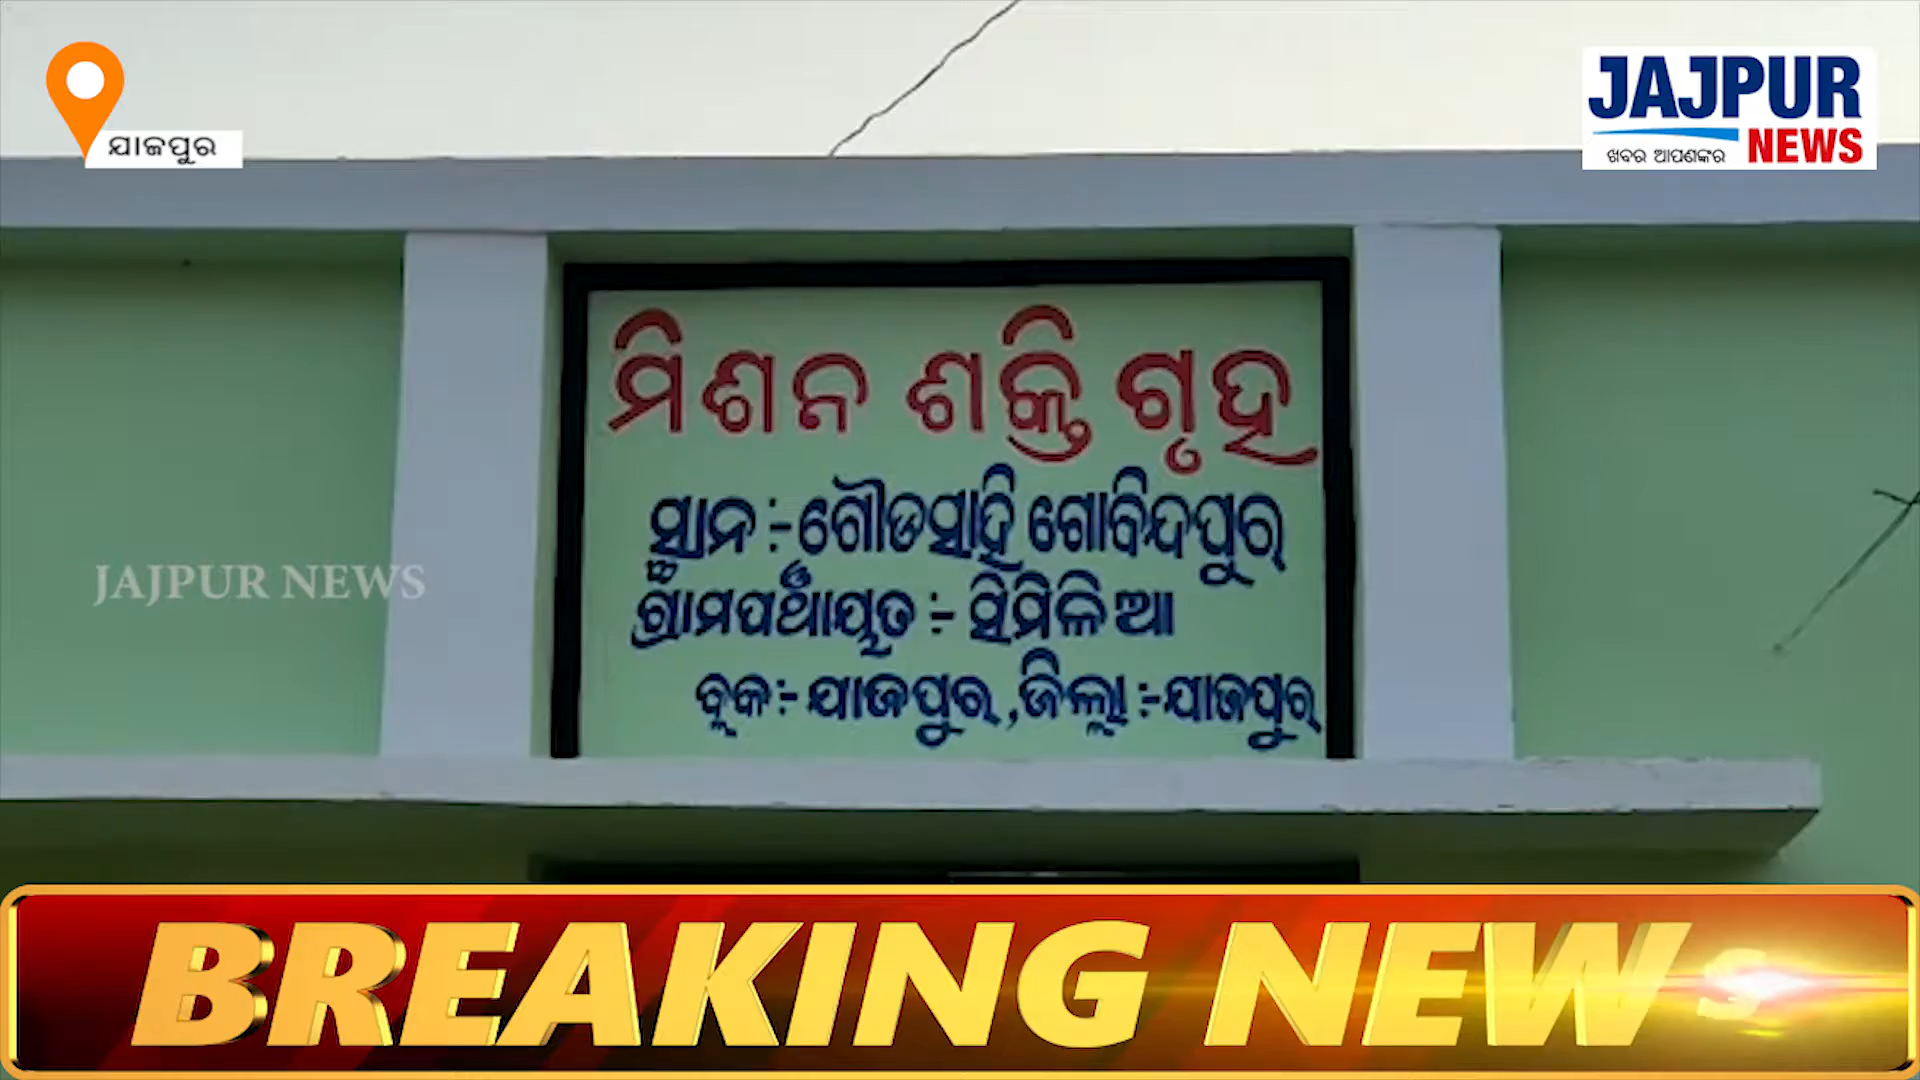 ଯାଜପୁର
JAJPUR
NEWS
ଖବର ଆପଣଙ୍କର
ମିଶନ ଶକ୍ତି ଗୃହ
ସ୍ଥାନ :- ଗୌଡସାହି ଗୋବିନ୍ଦପୁର
ଗ୍ରାମପଞ୍ଚାୟତ :- ସିମିଳିଆ
ବ୍ଲକ :- ଯାଜପୁର , ଜିଲ୍ଲା :- ଯାଜପୁର
JAJPUR NEWS
BREAKING NEWS